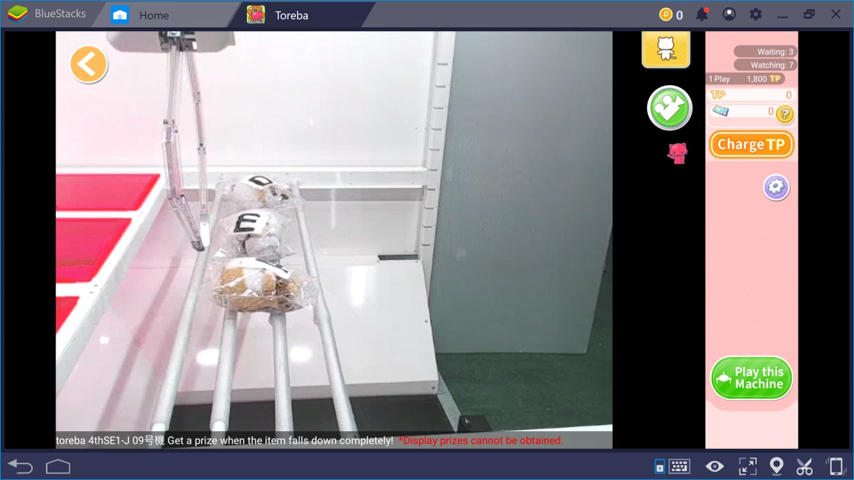 BlueStacks
Home
Toreba
0
Waiting: 3
Watching: 7
1 Play 1,800 TP
TP 0
0 ?
Charge TP
D
E
Play this
Machine
toreba 4thSE1-J 09号機 Get a prize when the item falls down completely! *Display prizes cannot be obtained.